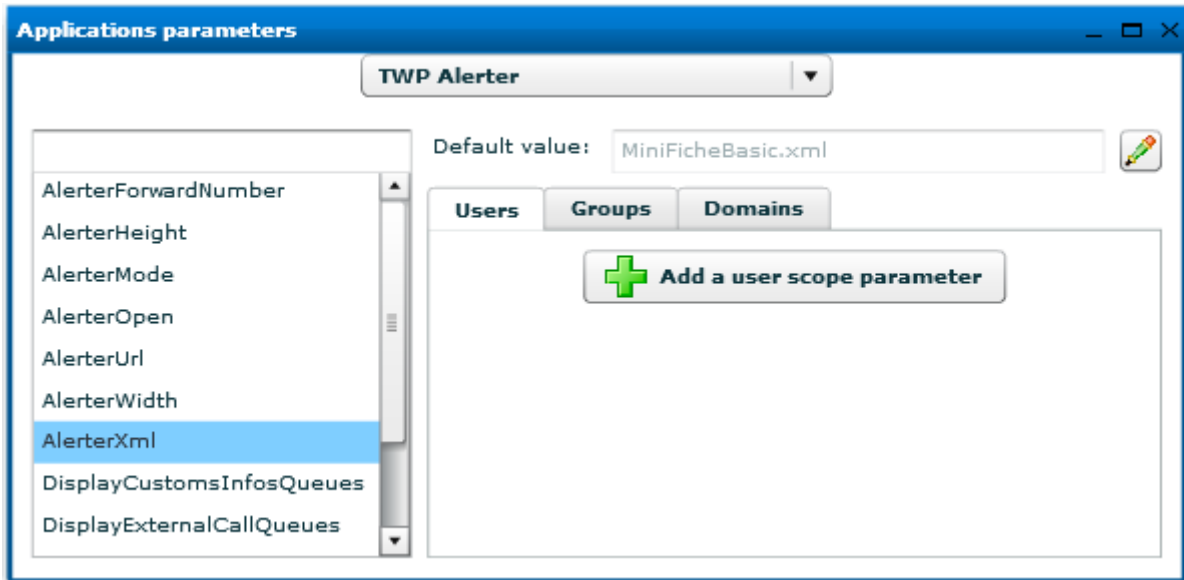 Applications parameters
TWP Alerter
Default value: MiniFicheBasic.xml
AlerterForwardNumber
AlerterHeight
AlerterMode
AlerterOpen
AlerterUrl
AlerterWidth
AlerterXml
DisplayCustomsInfosQueues
DisplayExternalCallQueues
Users Groups Domains
Add a user scope parameter